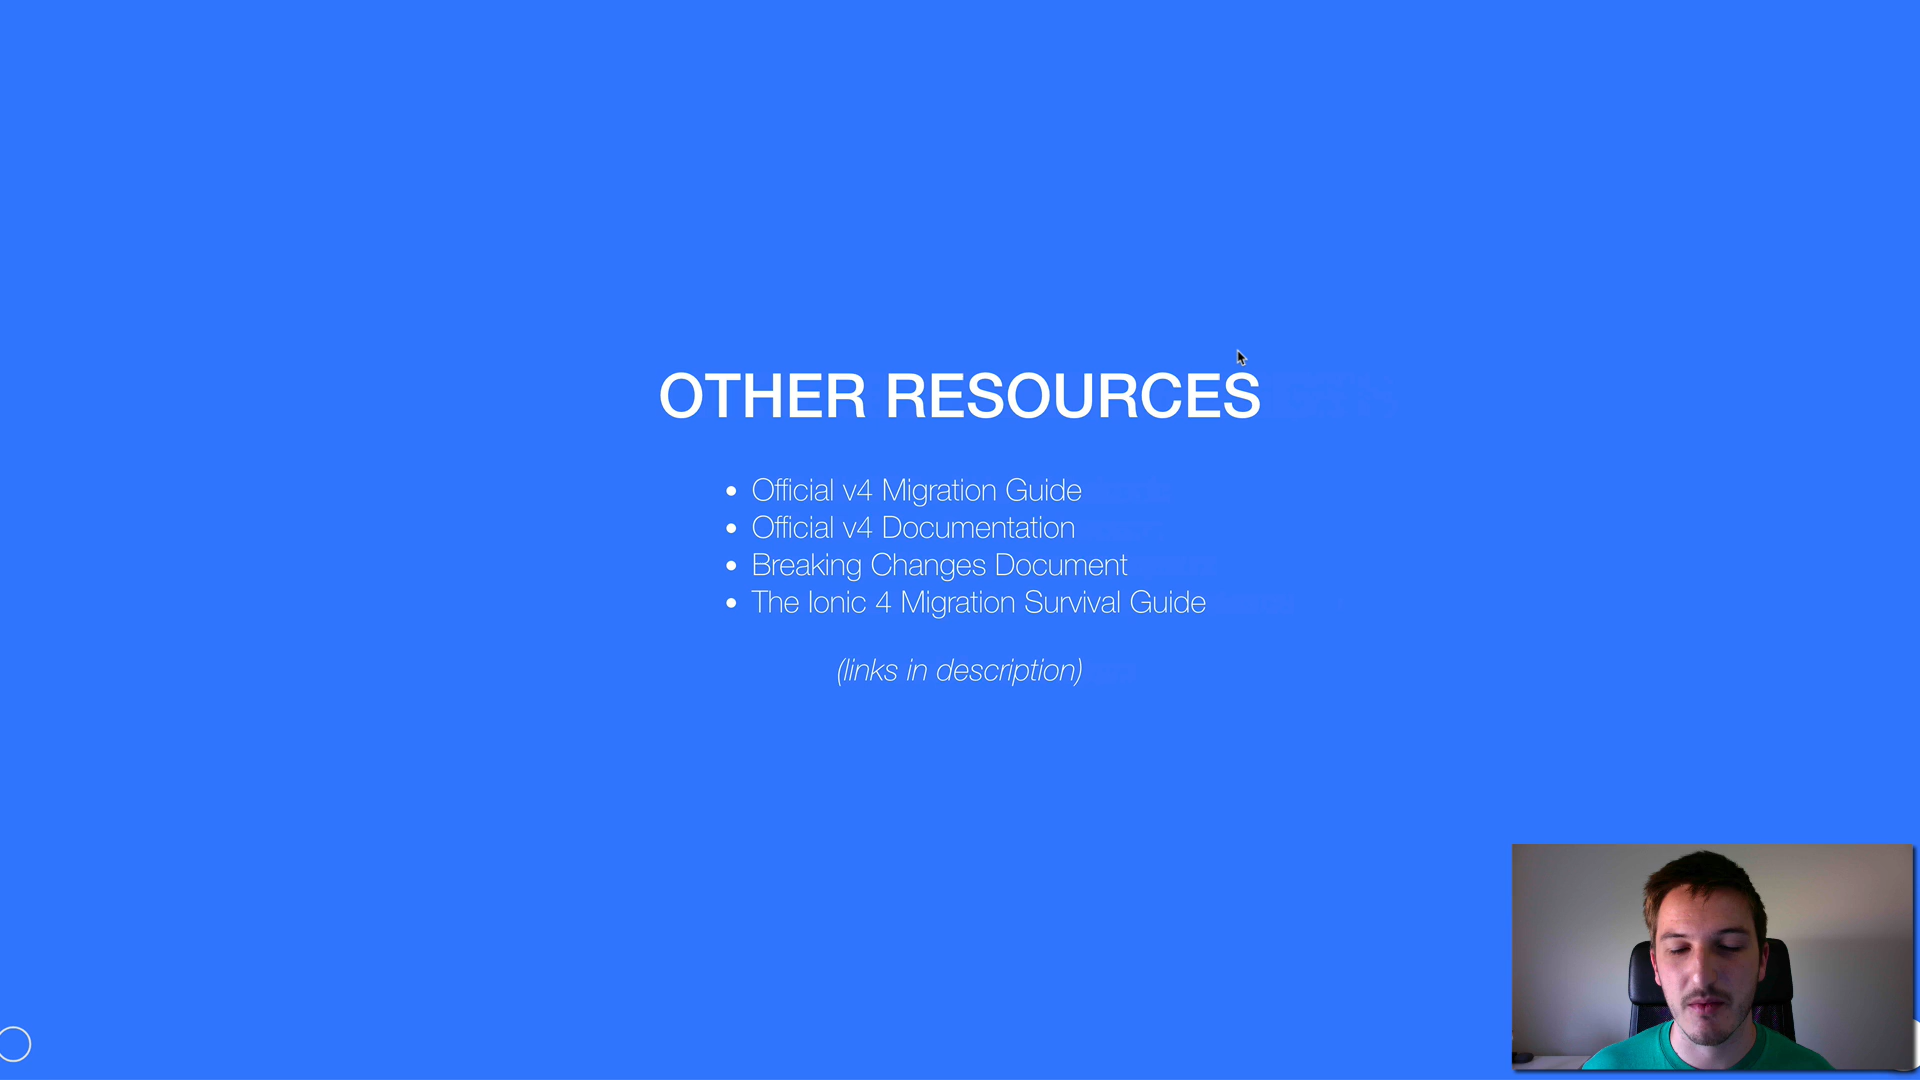 OTHER RESOURCES
Official v4 Migration Guide
Official v4 Documentation
Breaking Changes Document
The Ionic 4 Migration Survival Guide
(links in description)